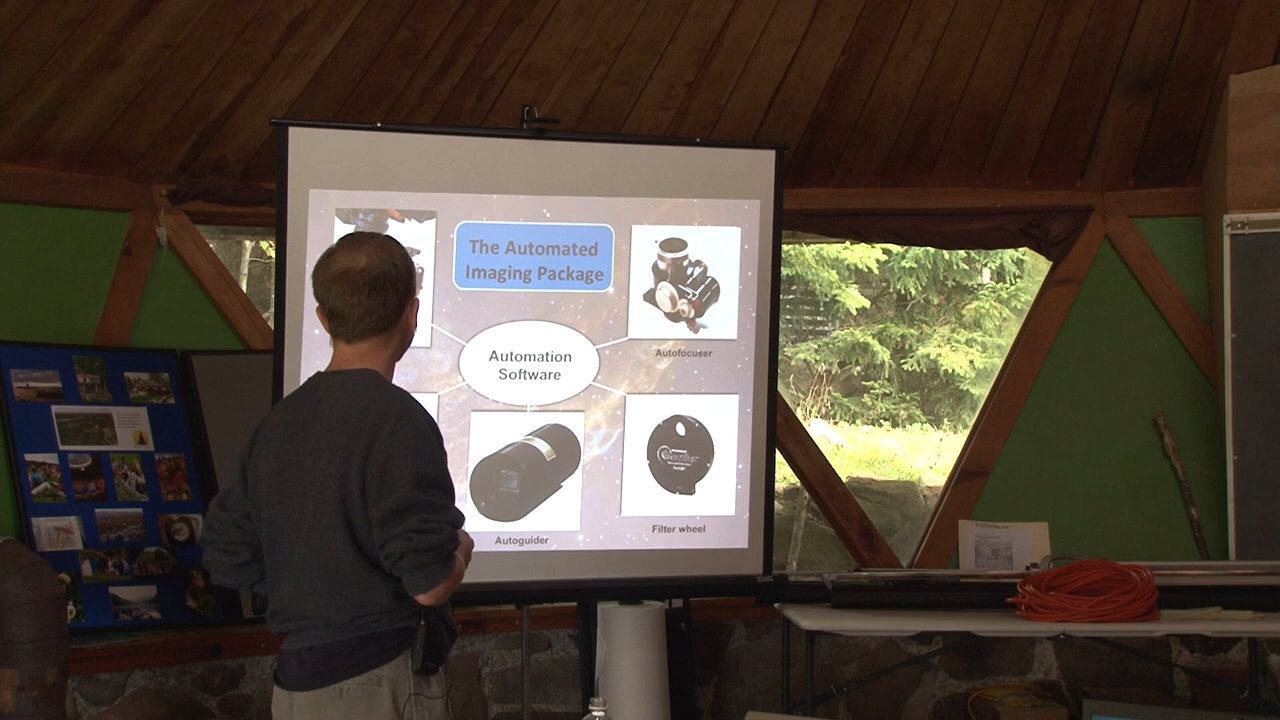 The Automated
Imaging Package
Automation
Software
Autofocuser
Autoguider
Filter wheel